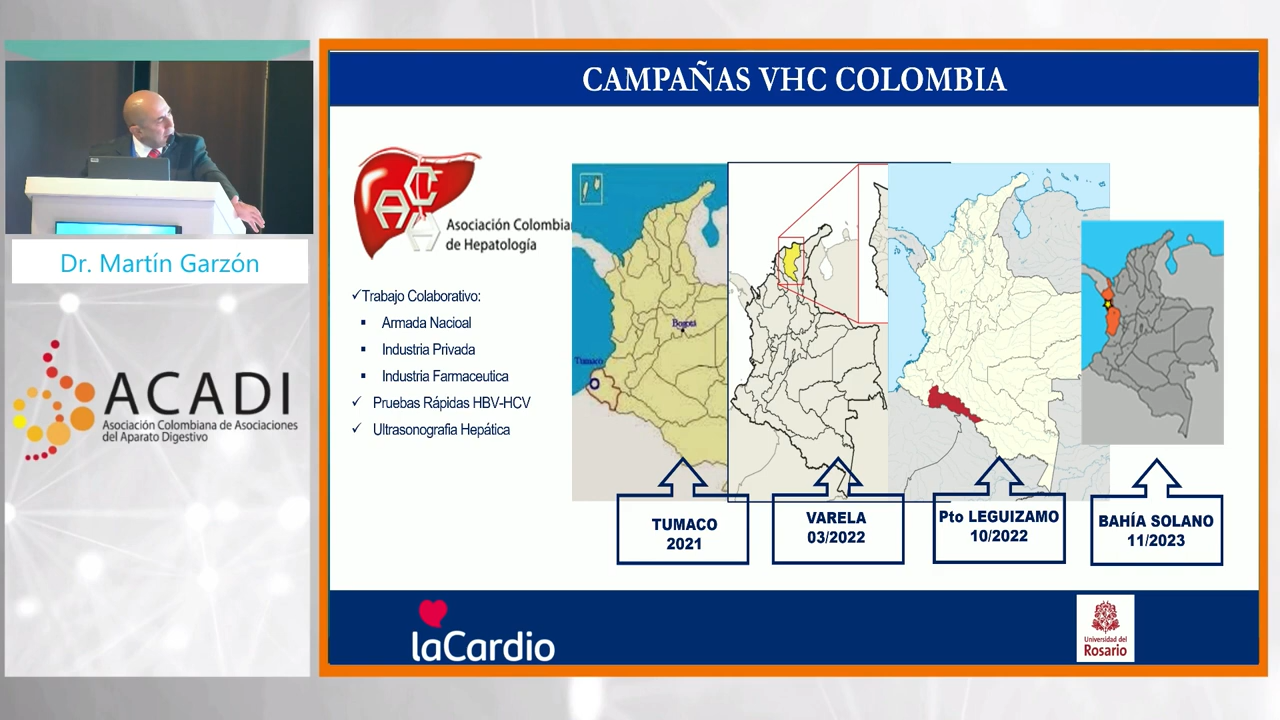 CAMPAÑAS VHC COLOMBIA
ACH
Asociación Colombiana
de Hepatología
✓Trabajo Colaborativo:
▪ Armada Nacioal
▪ Industria Privada
▪ Industria Farmaceutica
✓ Pruebas Rápidas HBV-HCV
✓ Ultrasonografia Hepática
Bogotá
Tumaco
TUMACO
2021
VARELA
03/2022
Pto LEGUIZAMO
10/2022
BAHÍA SOLANO
11/2023
laCardio
Universidad del
Rosario
Dr. Martín Garzón
ACADI
Asociación Colombiana de Asociaciones
del Aparato Digestivo